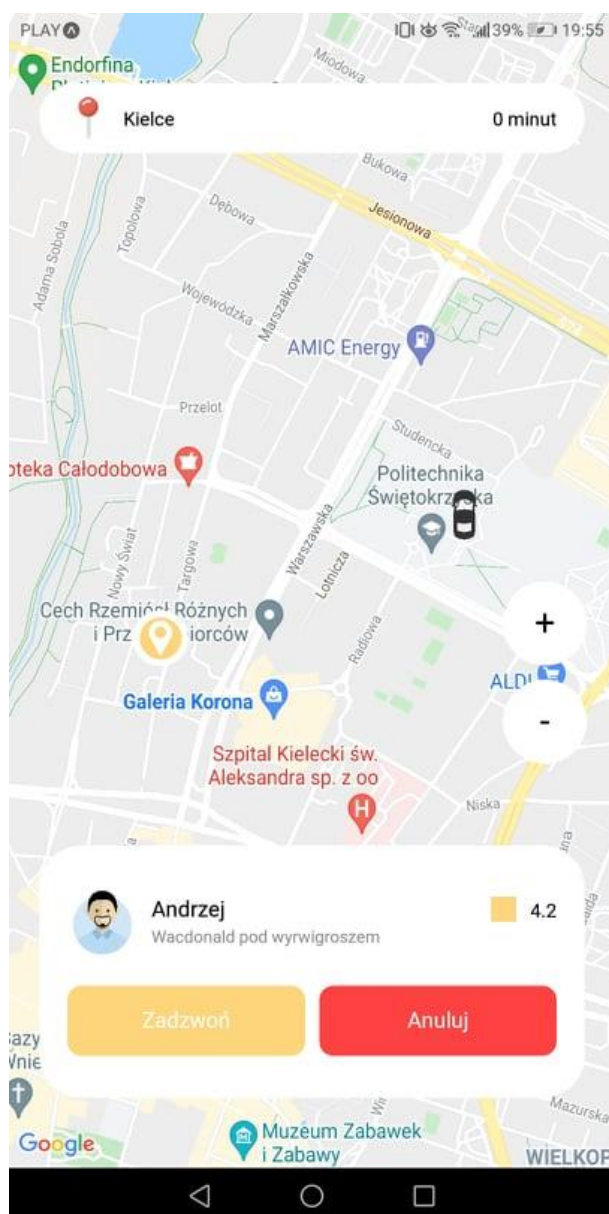 PLAY
39%
19:55
Endorfina
Miodowa
Kielce
0 minut
Bukowa
Dębowa
Jesionowa
Topolowa
Adama Sobola
Marszałkowska
Wojewódzka
AMIC Energy
Przelot
Studencka
pteka Całodobowa
Politechnika
Świętokrzyska
Warszawska
Nowy Świat
Targowa
Lotnicza
Cech Rzemiósł Różnych
i Prz iorców
Radiowa
+
ALDI
Galeria Korona
-
Szpital Kielecki św.
Aleksandra sp. z oo
H
Niska
Andrzej
4.2
Wacdonald pod wyrwigroszem
Zadzwoń
Anuluj
Mazurska
Google
Muzeum Zabawek
i Zabawy
WIELKOP